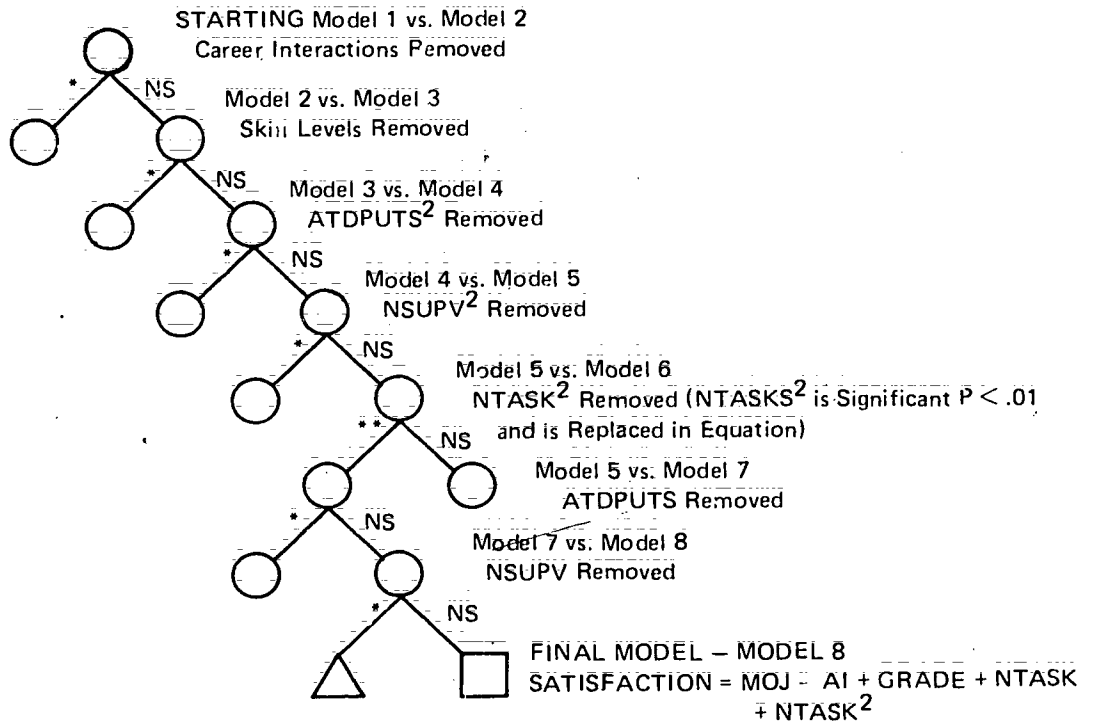 STARTING Model 1 vs. Model 2
Career Interactions Pemoved
* NS
Model 2 vs. Model 3
Skill Levels Removed
* NS
Model 3 vs. Model 4
ATDPUTS² Removed
* NS
Model 4 vs. Model 5
NSUPV² Removed
* NS
Model 5 vs. Model 6
NTASK² Removed (NTASKS² is Significant P < .01
and is Replaced in Equation)
** NS
Model 5 vs. Model 7
ATDPUTS Removed
* NS
Model 7 vs. Model 8
NSUPV Removed
* NS
FINAL MODEL – MODEL 8
SATISFACTION = MOJ - AI + GRADE + NTASK
+ NTASK²